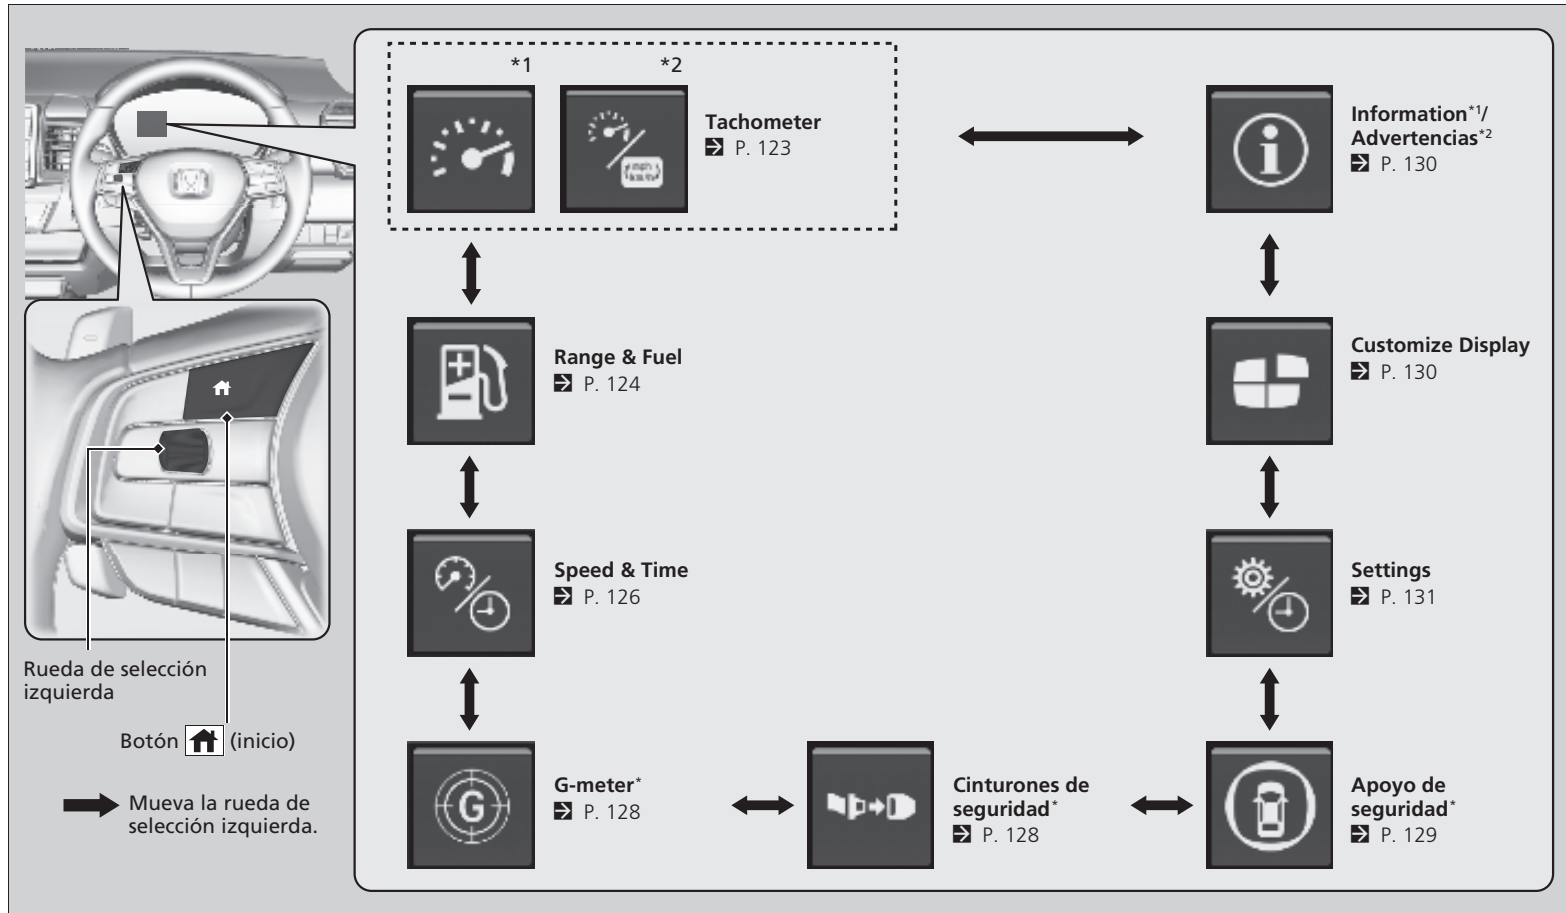 *1
*2
Tachometer
P. 123
Information*1/
Advertencias*2
P. 130
Range & Fuel
P. 124
Customize Display
P. 130
Speed & Time
P. 126
Settings
P. 131
G-meter*
P. 128
Cinturones de
seguridad*
P. 128
Apoyo de
seguridad*
P. 129
G
Rueda de selección
izquierda
Botón (inicio)
Mueva la rueda de
selección izquierda.